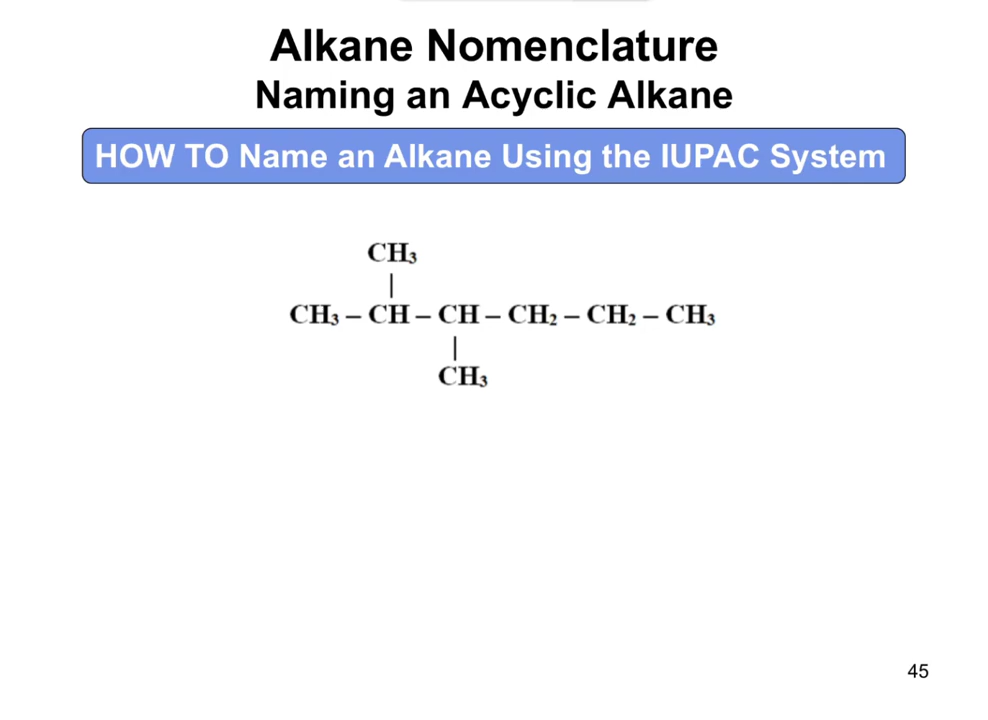 Alkane Nomenclature
Naming an Acyclic Alkane
HOW TO Name an Alkane Using the IUPAC System
CH₃
|
CH₃ – CH – CH – CH₂ – CH₂ – CH₃
|
CH₃
45